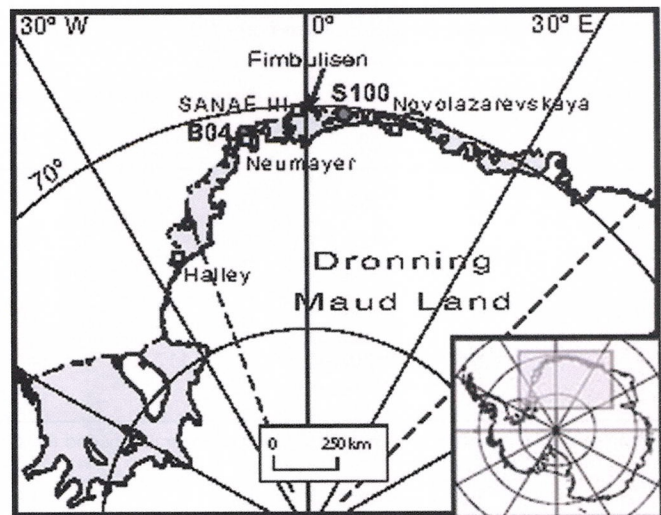 30° W 0° 30° E
Fimbulisen
SANAE III S100 Novolazarevskaya
B04
Neumayer
70°
Halley
Dronning
Maud Land
0 250 km